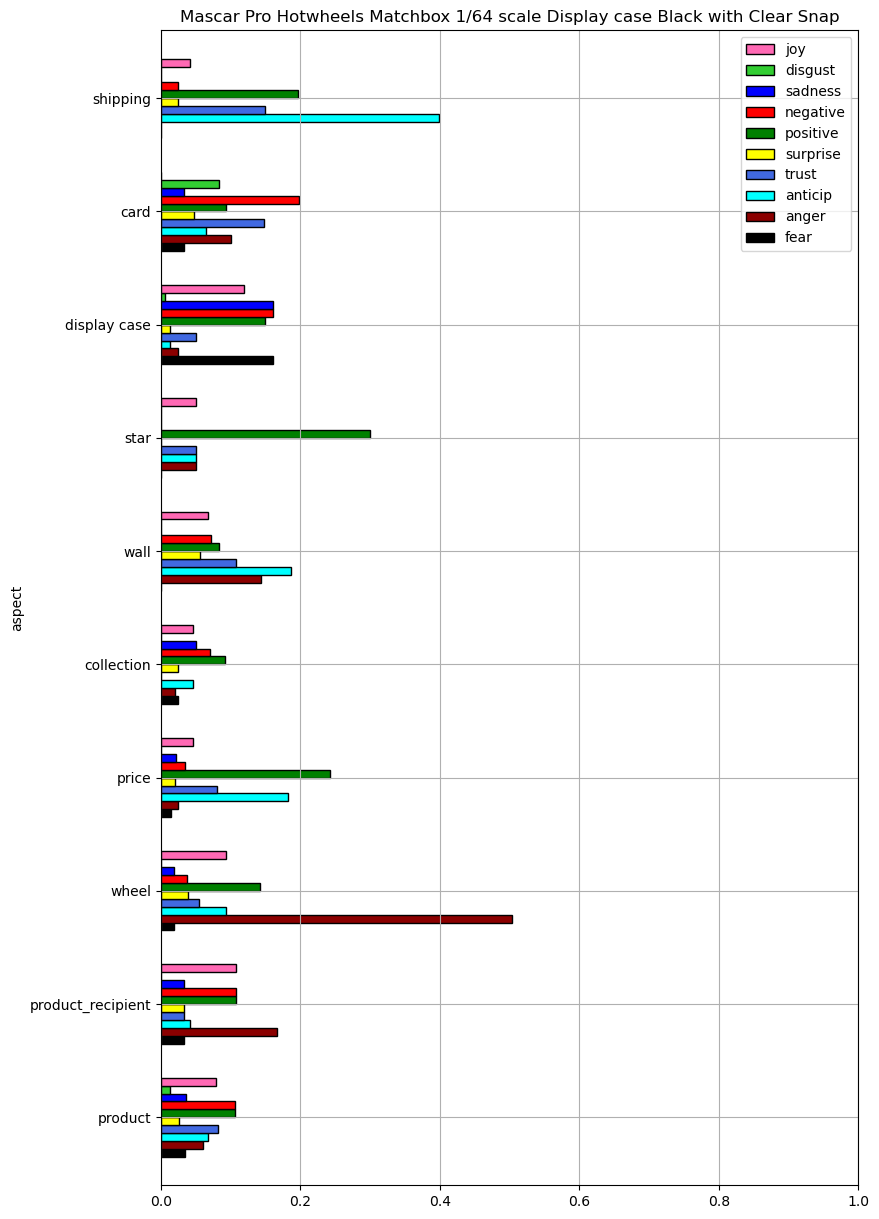 Mascar Pro Hotwheels Matchbox 1/64 scale Display case Black with Clear Snap
joy
disgust
sadness
negative
positive
surprise
trust
anticip
anger
fear
shipping
card
display case
star
wall
collection
price
wheel
product_recipient
product
aspect
0.0 0.2 0.4 0.6 0.8 1.0